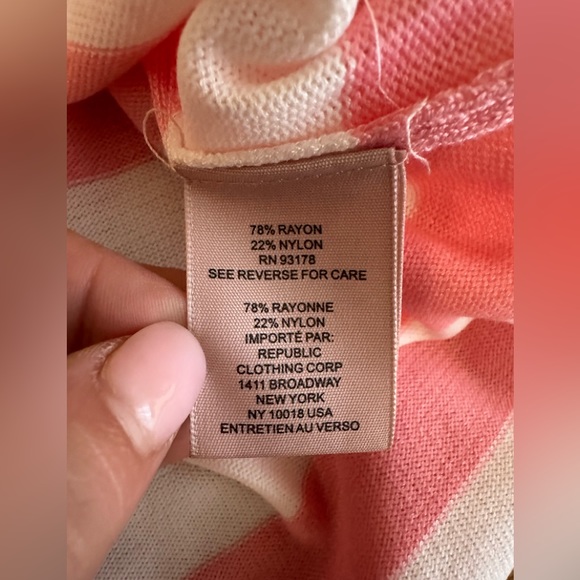 78% RAYON
22% NYLON
RN 93178
SEE REVERSE FOR CARE
78% RAYONNE
22% NYLON
IMPORTÉ PAR:
REPUBLIC
CLOTHING CORP
1411 BROADWAY
NEW YORK
NY 10018 USA
ENTRETIEN AU VERSO